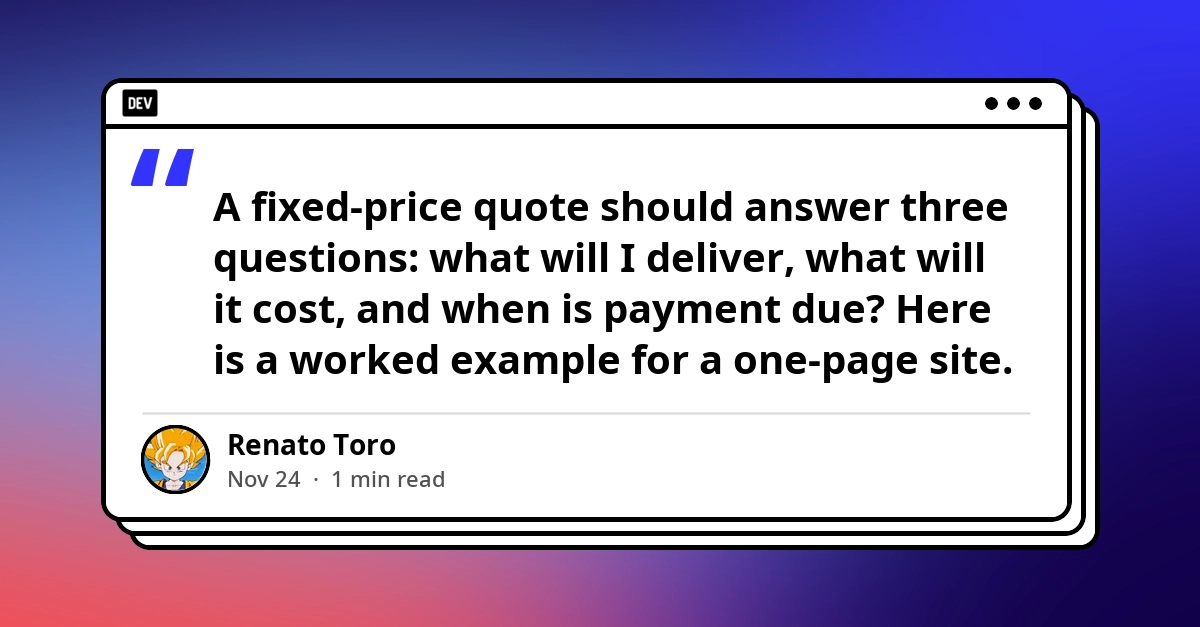 DEV
A fixed-price quote should answer three
questions: what will I deliver, what will
it cost, and when is payment due? Here
is a worked example for a one-page site.
Renato Toro
Nov 24 · 1 min read